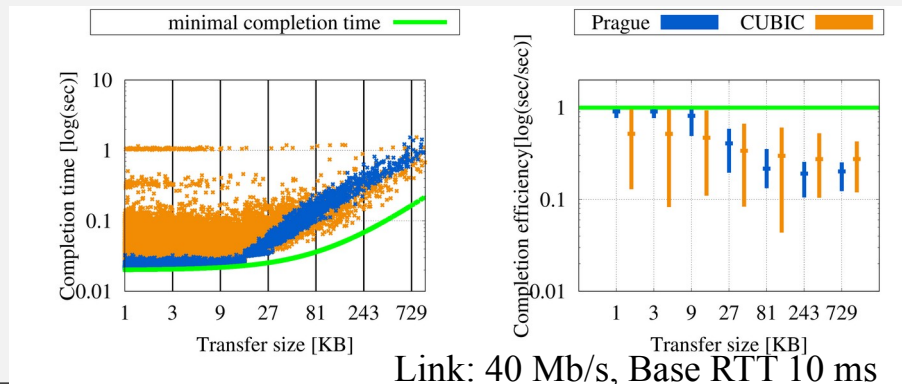 minimal completion time
Completion time [log(sec)]
10
1
0.1
0.01
1 3 9 27 81 243 729
Transfer size [KB]
Prague CUBIC
Completion efficiency[log(sec/sec)]
1
0.1
0.01
1 3 9 27 81 243 729
Transfer size [KB]
Link: 40 Mb/s, Base RTT 10 ms